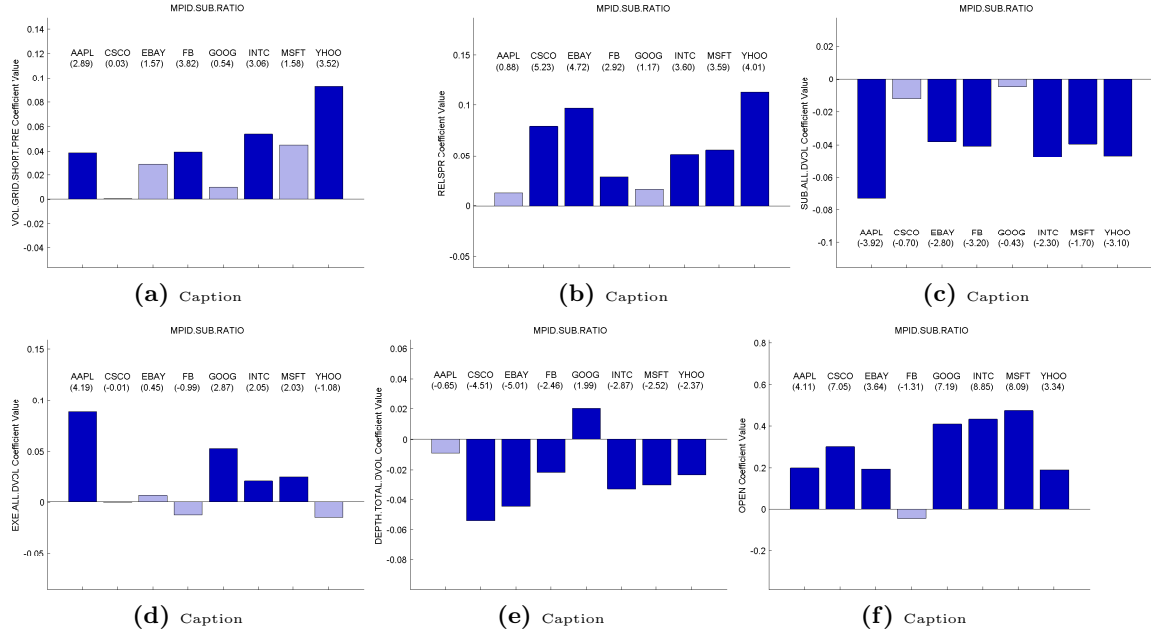 MPID.SUB.RATIO
VOL.GRID.SHORT.PRE Coefficient Value
0.14
0.12
0.1
0.08
0.06
0.04
0.02
0
-0.02
-0.04
AAPL CSCO EBAY FB GOOG INTC MSFT YHOO
(2.89) (0.03) (1.57) (3.82) (0.54) (3.06) (1.58) (3.52)
(a) Caption
MPID.SUB.RATIO
RELSPR Coefficient Value
0.15
0.1
0.05
0
-0.05
AAPL CSCO EBAY FB GOOG INTC MSFT YHOO
(0.88) (5.23) (4.72) (2.92) (1.17) (3.60) (3.59) (4.01)
(b) Caption
MPID.SUB.RATIO
SUB.ALL.DVOL Coefficient Value
0.02
0
-0.02
-0.04
-0.06
-0.08
-0.1
AAPL CSCO EBAY FB GOOG INTC MSFT YHOO
(-3.92) (-0.70) (-2.80) (-3.20) (-0.43) (-2.30) (-1.70) (-3.10)
(c) Caption
MPID.SUB.RATIO
EXE.ALL.DVOL Coefficient Value
0.15
0.1
0.05
0
-0.05
AAPL CSCO EBAY FB GOOG INTC MSFT YHOO
(4.19) (-0.01) (0.45) (-0.99) (2.87) (2.05) (2.03) (-1.08)
(d) Caption
MPID.SUB.RATIO
DEPTH.TOTAL.DVOL Coefficient Value
0.06
0.04
0.02
0
-0.02
-0.04
-0.06
-0.08
AAPL CSCO EBAY FB GOOG INTC MSFT YHOO
(-0.65) (-4.51) (-5.01) (-2.46) (1.99) (-2.87) (-2.52) (-2.37)
(e) Caption
MPID.SUB.RATIO
OPEN Coefficient Value
0.8
0.6
0.4
0.2
0
-0.2
AAPL CSCO EBAY FB GOOG INTC MSFT YHOO
(4.11) (7.05) (3.64) (-1.31) (7.19) (8.85) (8.09) (3.34)
(f) Caption